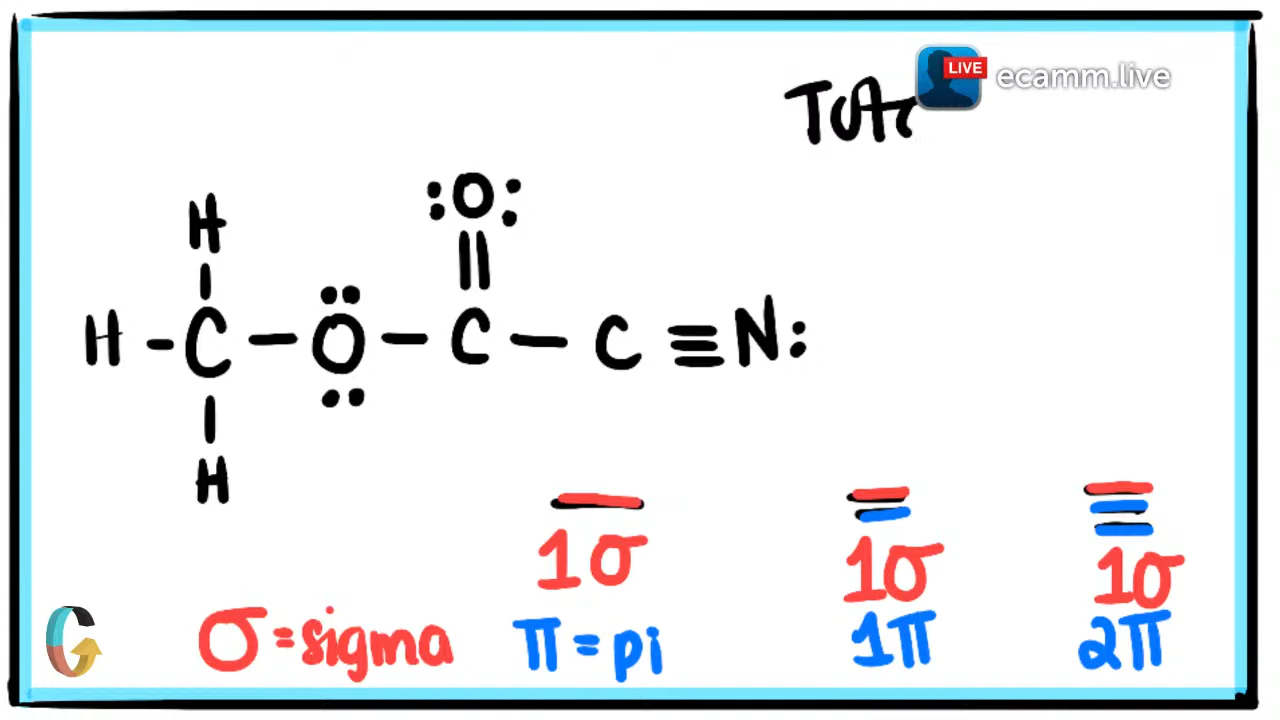 LIVE ecamm.live
:O:
H
H - C - Ö - C - C ≡ N:
H
1σ 1σ 1σ
σ = sigma π = pi 1π 2π